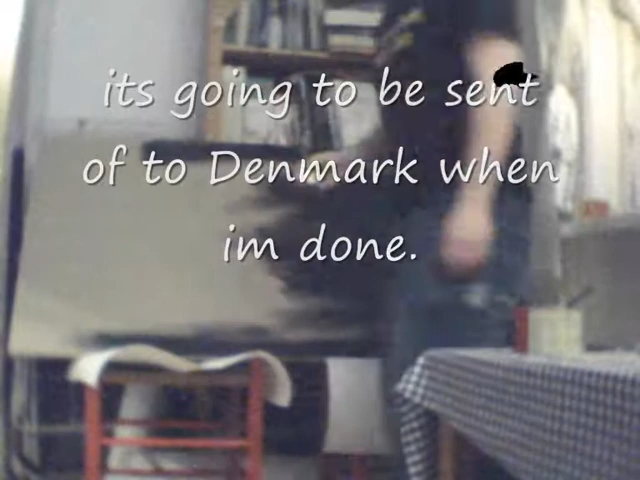 its going to be sent
of to Denmark when
im done.